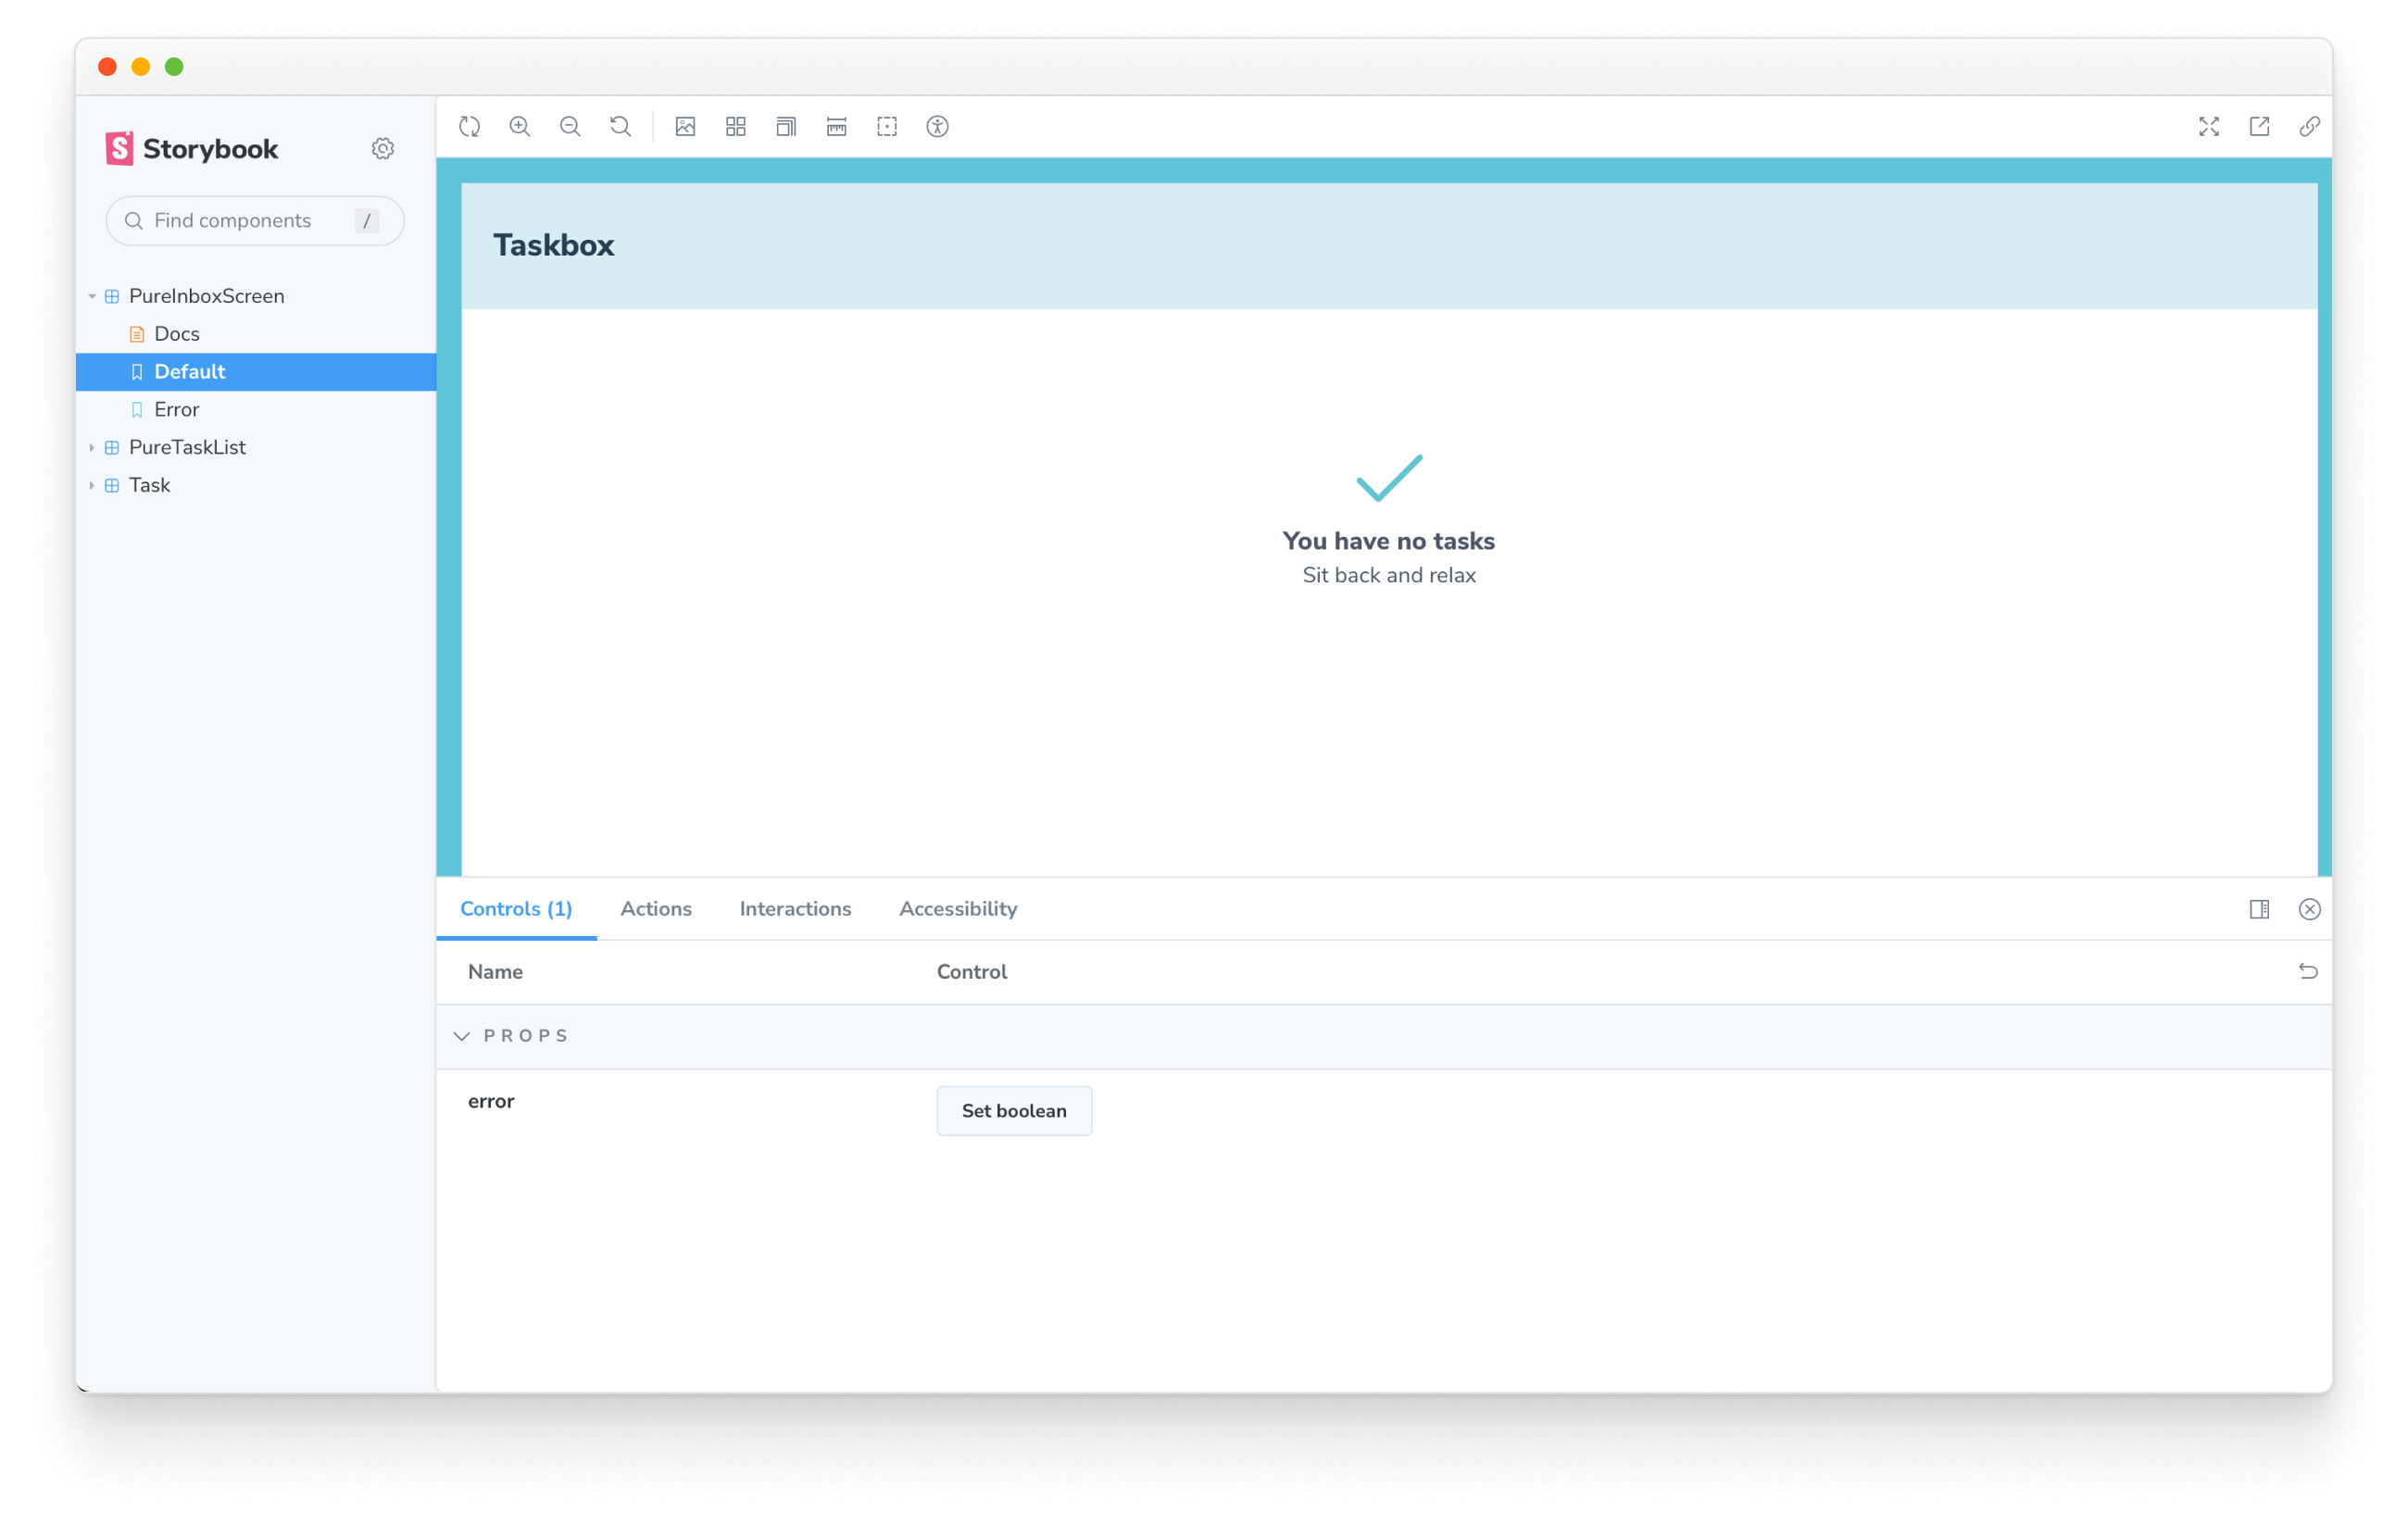 Storybook
Find components /
PureInboxScreen
Docs
Default
Error
PureTaskList
Task
Taskbox
You have no tasks
Sit back and relax
Controls (1) Actions Interactions Accessibility
Name Control
PROPS
error Set boolean